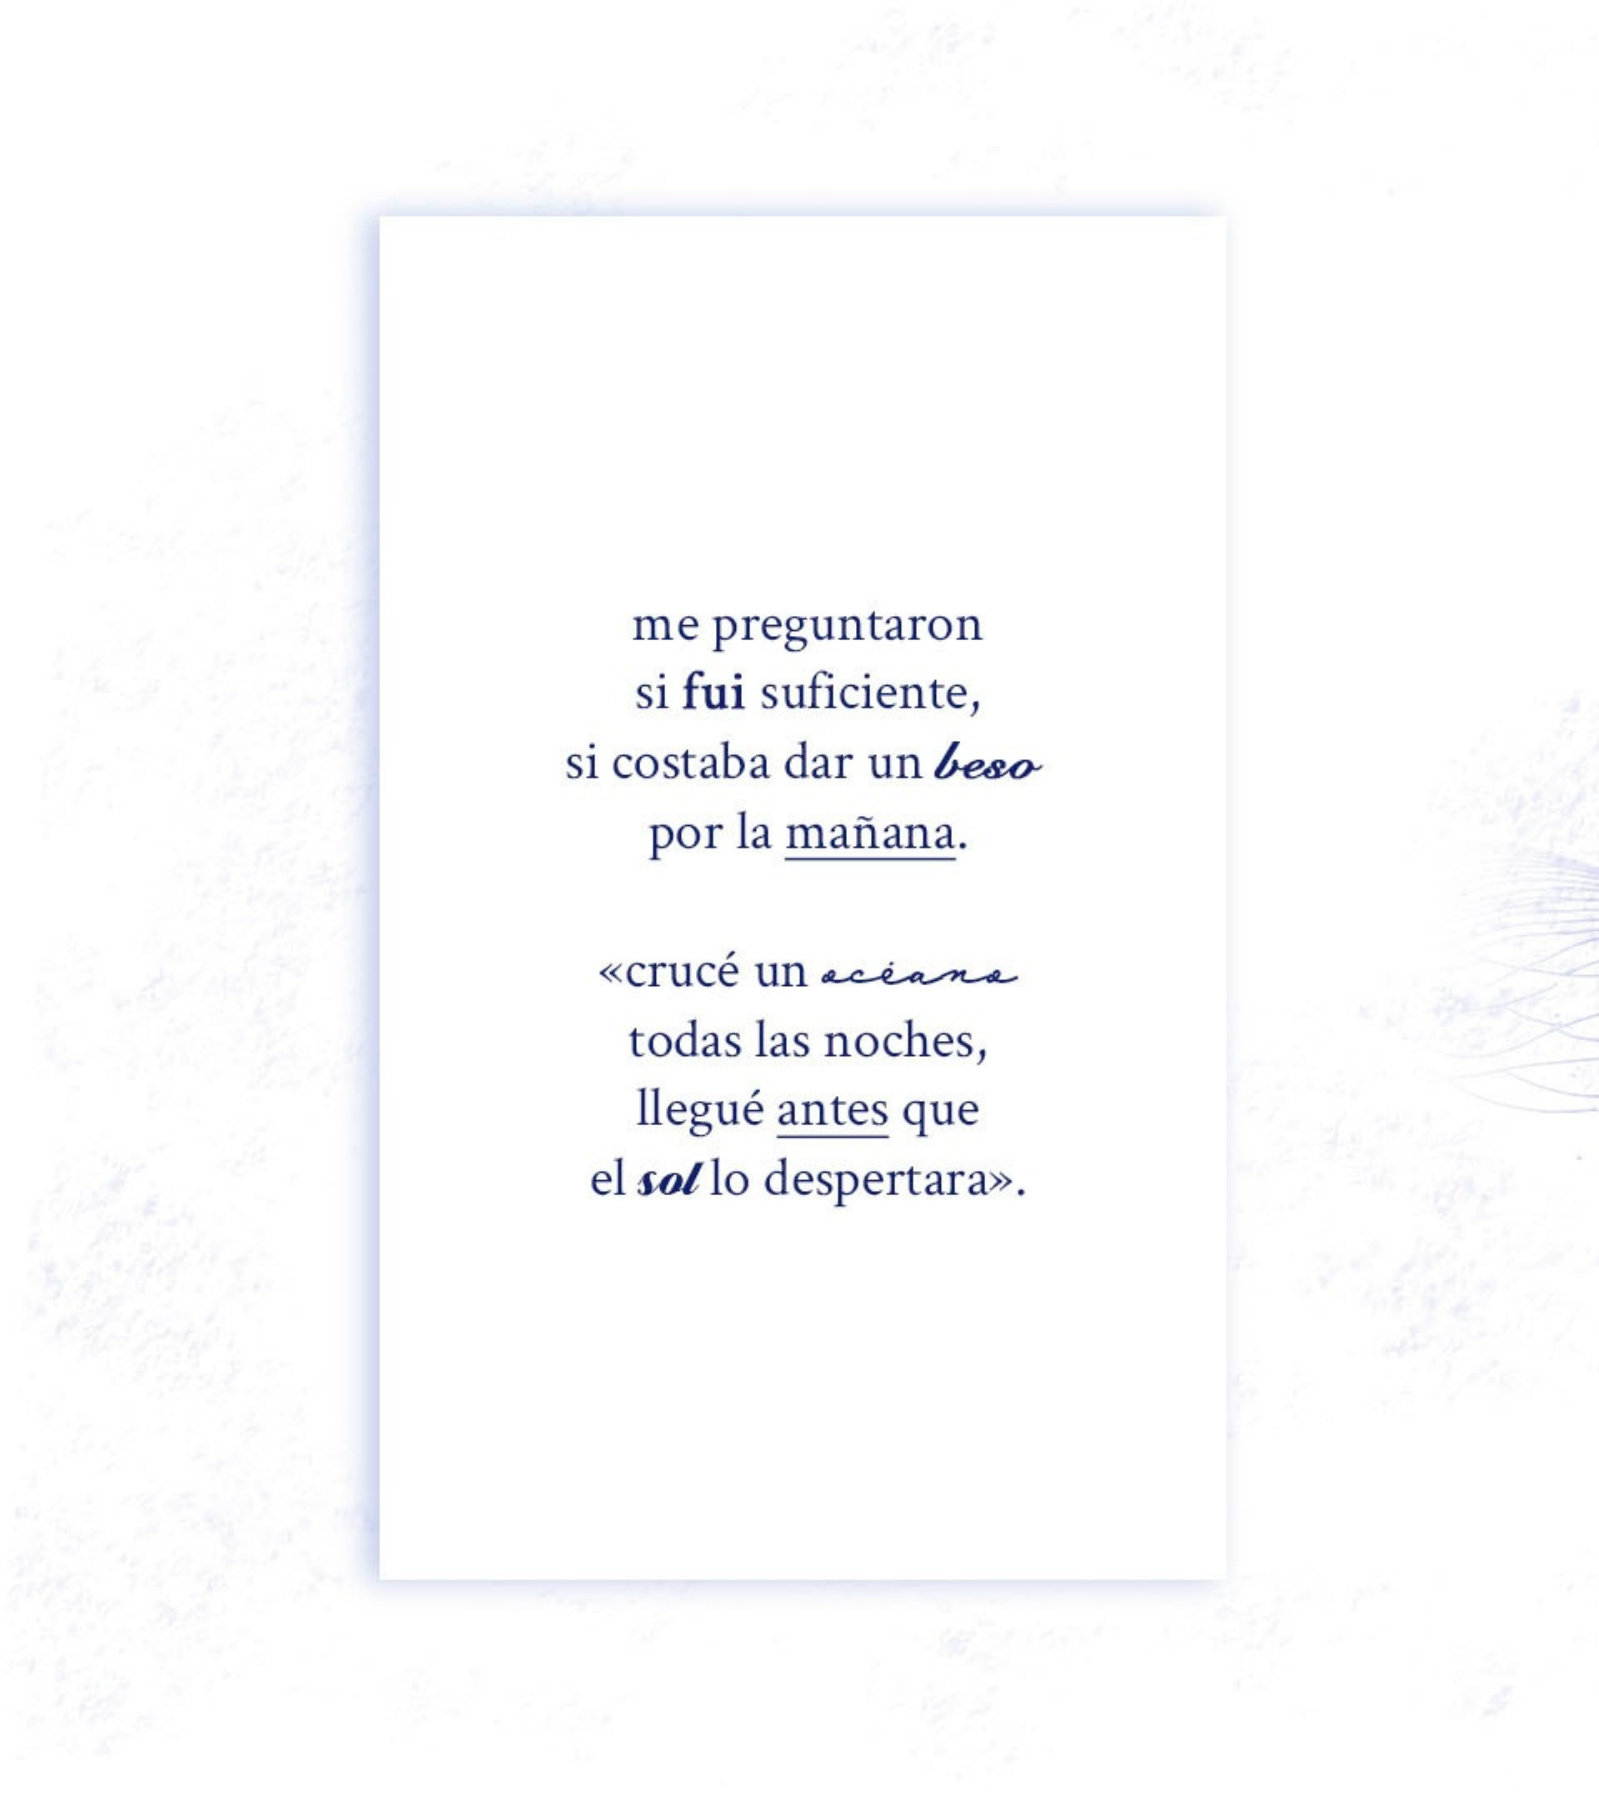 me preguntaron
si fui suficiente,
si costaba dar un beso
por la mañana.
«crucé un océano
todas las noches,
llegué antes que
el sol lo despertara».